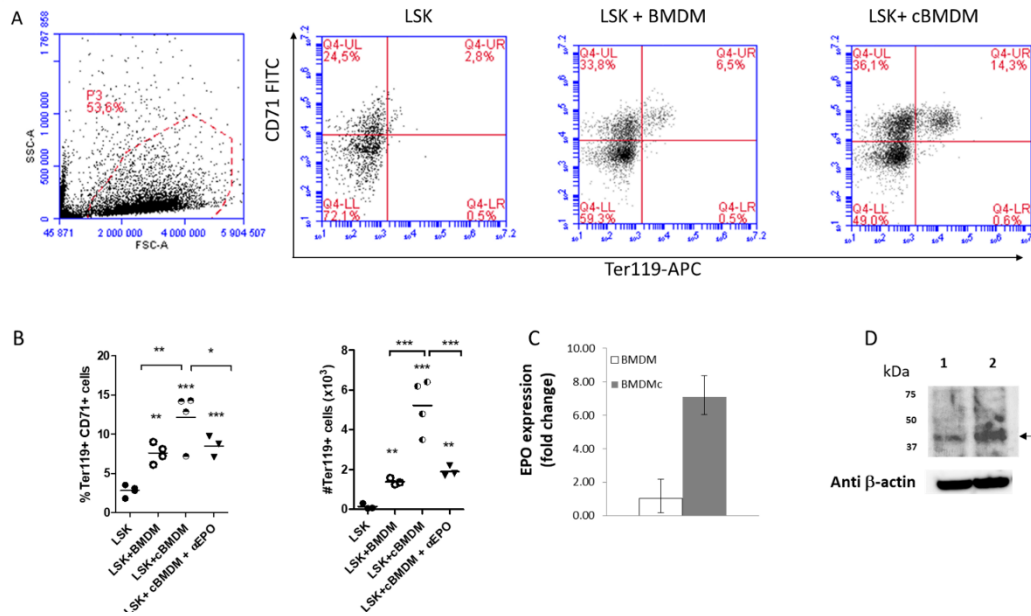 A
LSK
LSK + BMDM
LSK+ cBMDM
1 767 858
1 000 000
500 000
0
SSC-A
P3
53,6%
45 871
2 000 000
4 000 000
5 904 507
FSC-A
CD71 FITC
Q4-UL
24,5%
Q4-UR
2,8%
Q4-LL
72,1%
Q4-LR
0,5%
Q4-UL
33,8%
Q4-UR
6,5%
Q4-LL
59,3%
Q4-LR
0,5%
Q4-UL
36,1%
Q4-UR
14,3%
Q4-LL
49,0%
Q4-LR
0,6%
Ter119-APC
B
% Ter119+ CD71+ cells
20
15
10
5
0
**
*
**
***
***
LSK
LSK+BMDM
LSK+cBMDM
LSK+ cBMDM + αEPO
#Ter119+ cells (x10³)
8
6
4
2
0
***
***
**
***
**
LSK
LSK+BMDM
LSK+cBMDM
LSK+ cBMDM + αEPO
C
EPO expression
(fold change)
10.00
8.00
6.00
4.00
2.00
0.00
BMDM
BMDMc
D
kDa
1
2
75
50
37
Anti β-actin